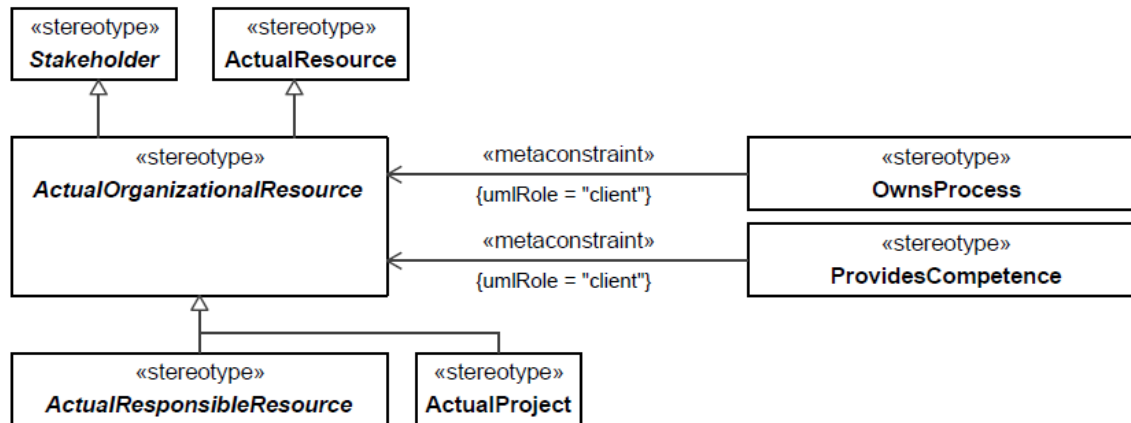 «stereotype»
Stakeholder
«stereotype»
ActualResource
«stereotype»
ActualOrganizationalResource
«metaconstraint»
{umlRole = "client"}
«stereotype»
OwnsProcess
«metaconstraint»
{umlRole = "client"}
«stereotype»
ProvidesCompetence
«stereotype»
ActualResponsibleResource
«stereotype»
ActualProject